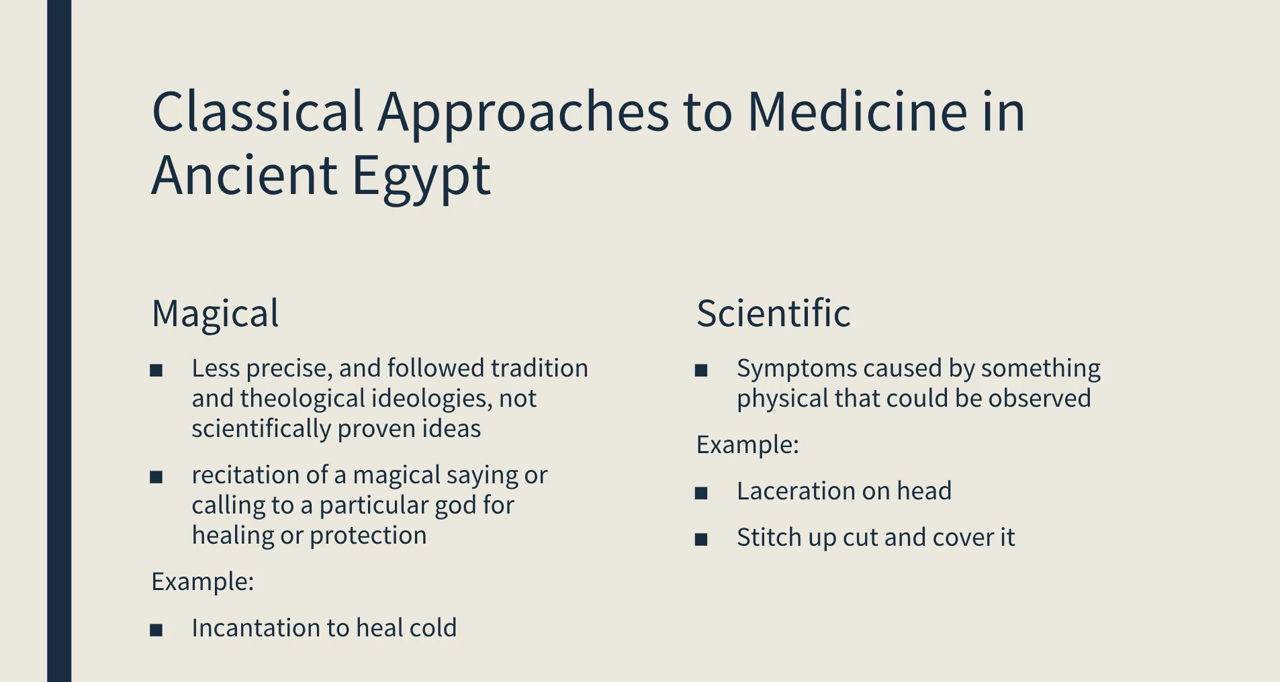 Classical Approaches to Medicine in
Ancient Egypt
Magical
▪ Less precise, and followed tradition
and theological ideologies, not
scientifically proven ideas
▪ recitation of a magical saying or
calling to a particular god for
healing or protection
Example:
▪ Incantation to heal cold
Scientific
▪ Symptoms caused by something
physical that could be observed
Example:
▪ Laceration on head
▪ Stitch up cut and cover it